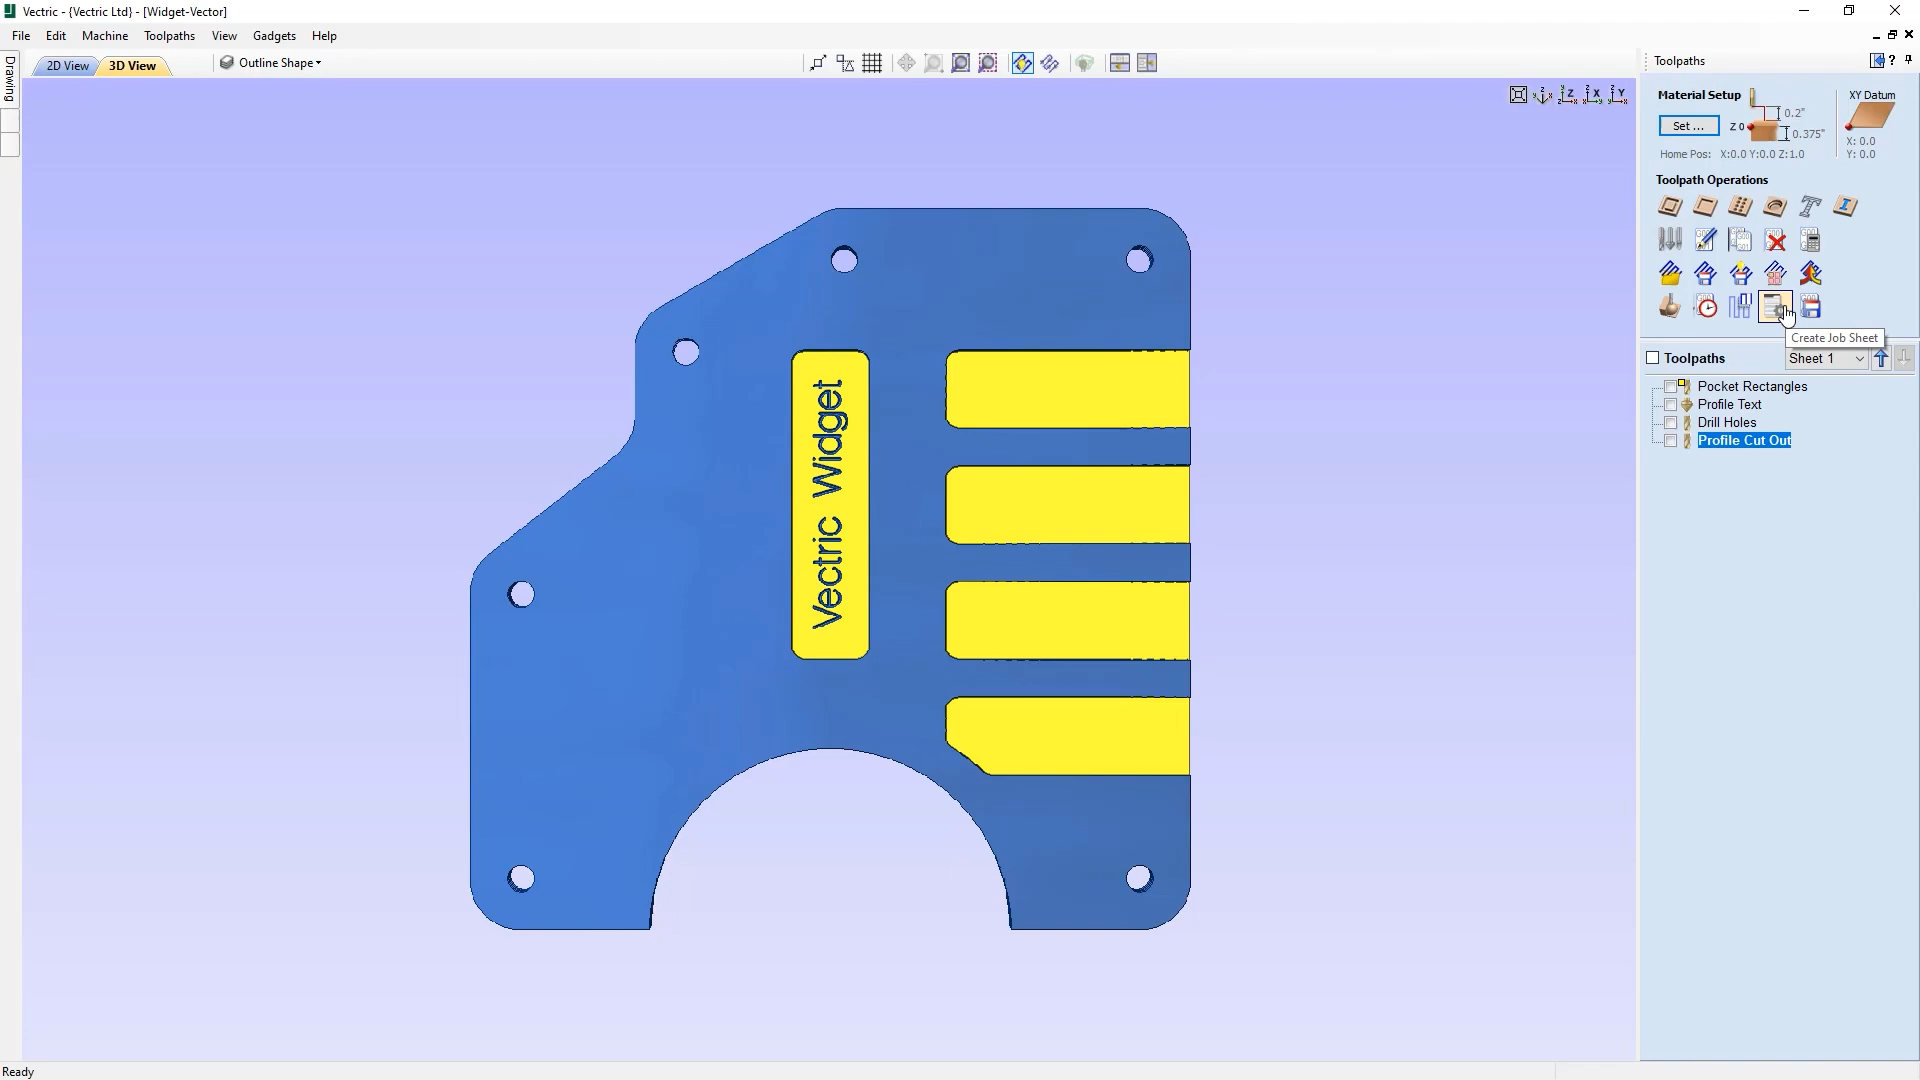 Vectric - {Vectric Ltd} - [Widget-Vector]
File Edit Machine Toolpaths View Gadgets Help
Drawing
2D View 3D View Outline Shape
Toolpaths ?
Z X Y
Material Setup
XY Datum
0.2"
Set ...
Z 0
0.375"
X: 0.0
Home Pos: X:0.0 Y:0.0 Z:1.0
Y: 0.0
Toolpath Operations
Create Job Sheet
Toolpaths Sheet 1
Pocket Rectangles
Profile Text
Drill Holes
Profile Cut Out
Vectric Widget
Ready